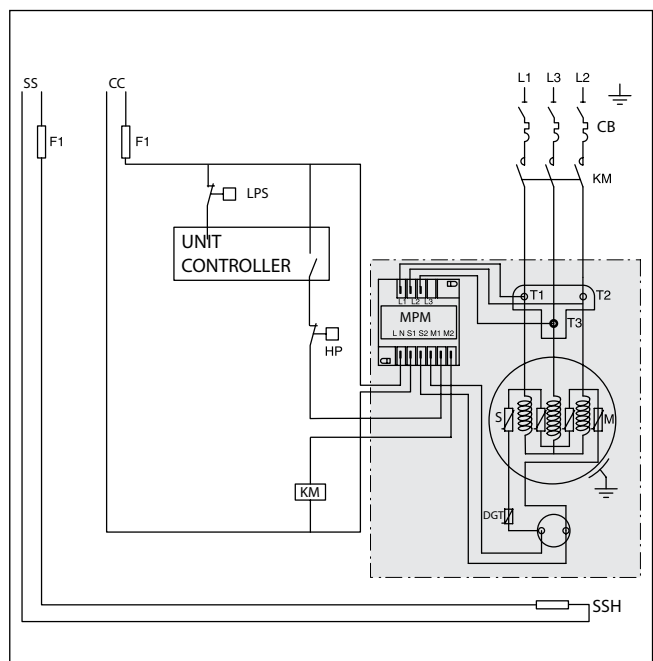 SS
CC
L1 L3 L2
F1
F1
CB
LPS
KM
UNIT
CONTROLLER
HP
L1 L2 L3
MPM
L N S1 S2 M1 M2
T1
T2
T3
S
M
KM
DGT
SSH